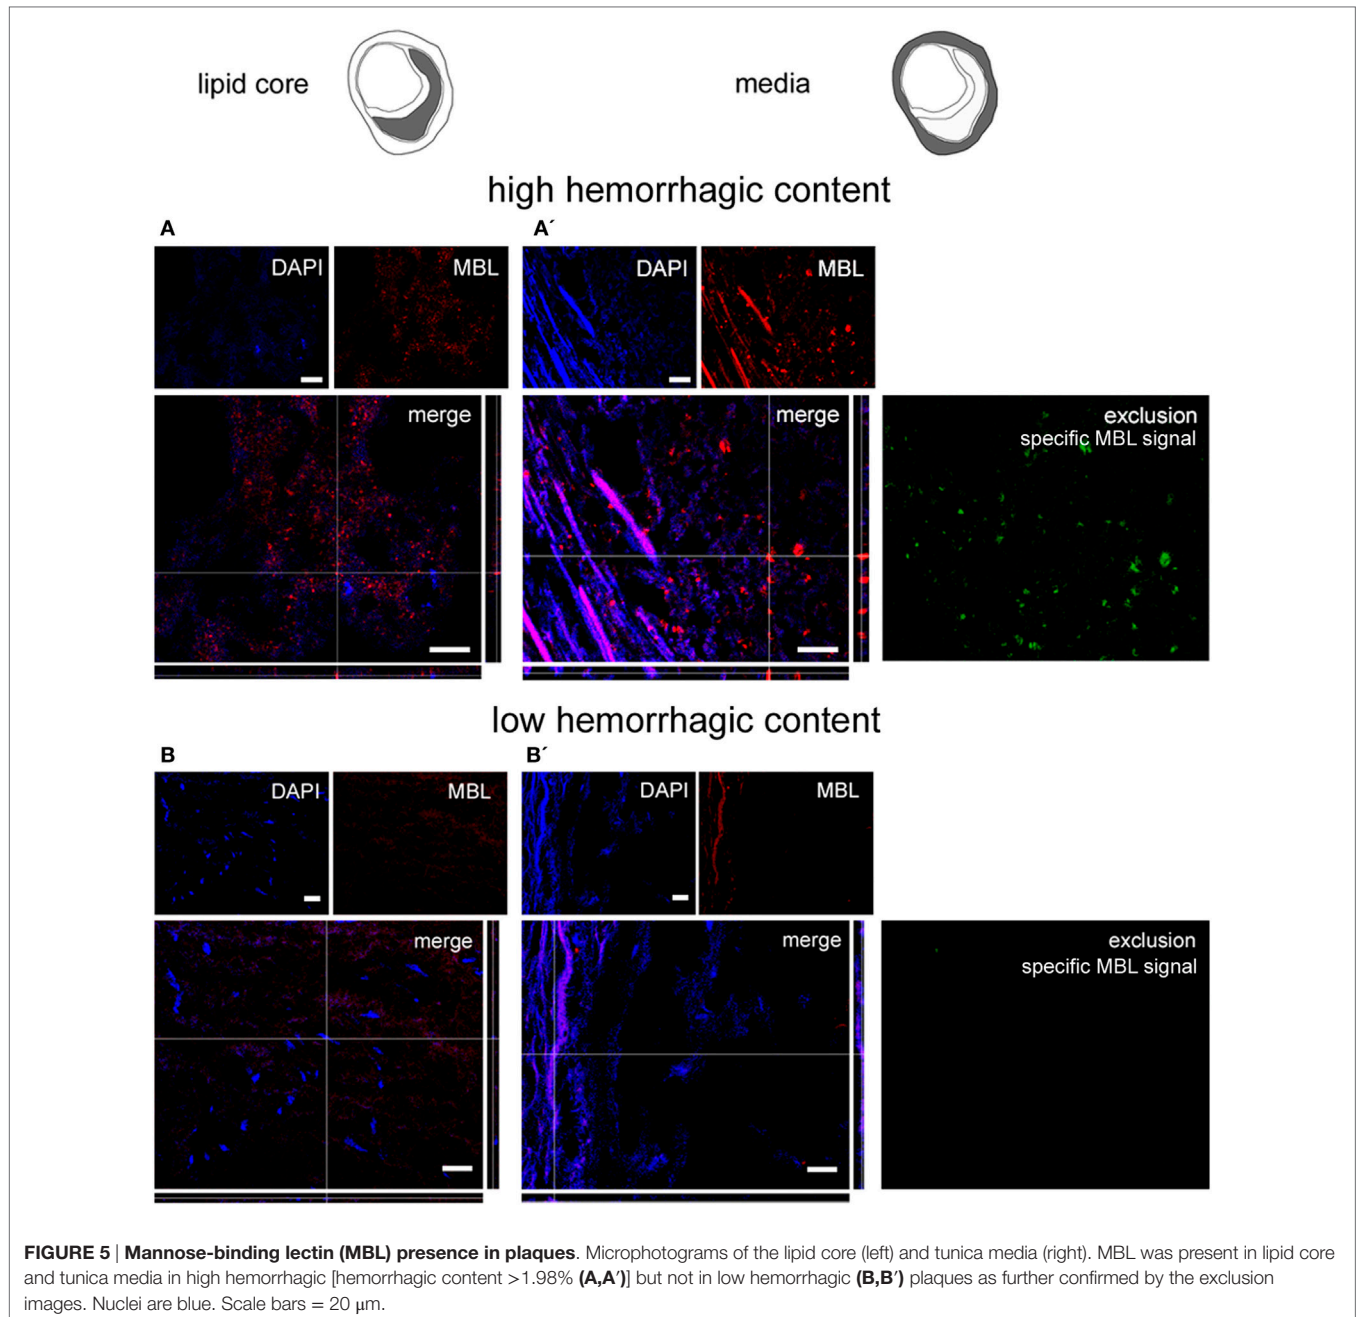 lipid core
media
high hemorrhagic content
A
A´
DAPI
MBL
DAPI
MBL
merge
merge
exclusion
specific MBL signal
low hemorrhagic content
B
B´
DAPI
MBL
DAPI
MBL
merge
merge
exclusion
specific MBL signal
FIGURE 5 | Mannose-binding lectin (MBL) presence in plaques. Microphotograms of the lipid core (left) and tunica media (right). MBL was present in lipid core
and tunica media in high hemorrhagic [hemorrhagic content >1.98% (A,A′)] but not in low hemorrhagic (B,B′) plaques as further confirmed by the exclusion
images. Nuclei are blue. Scale bars = 20 μm.